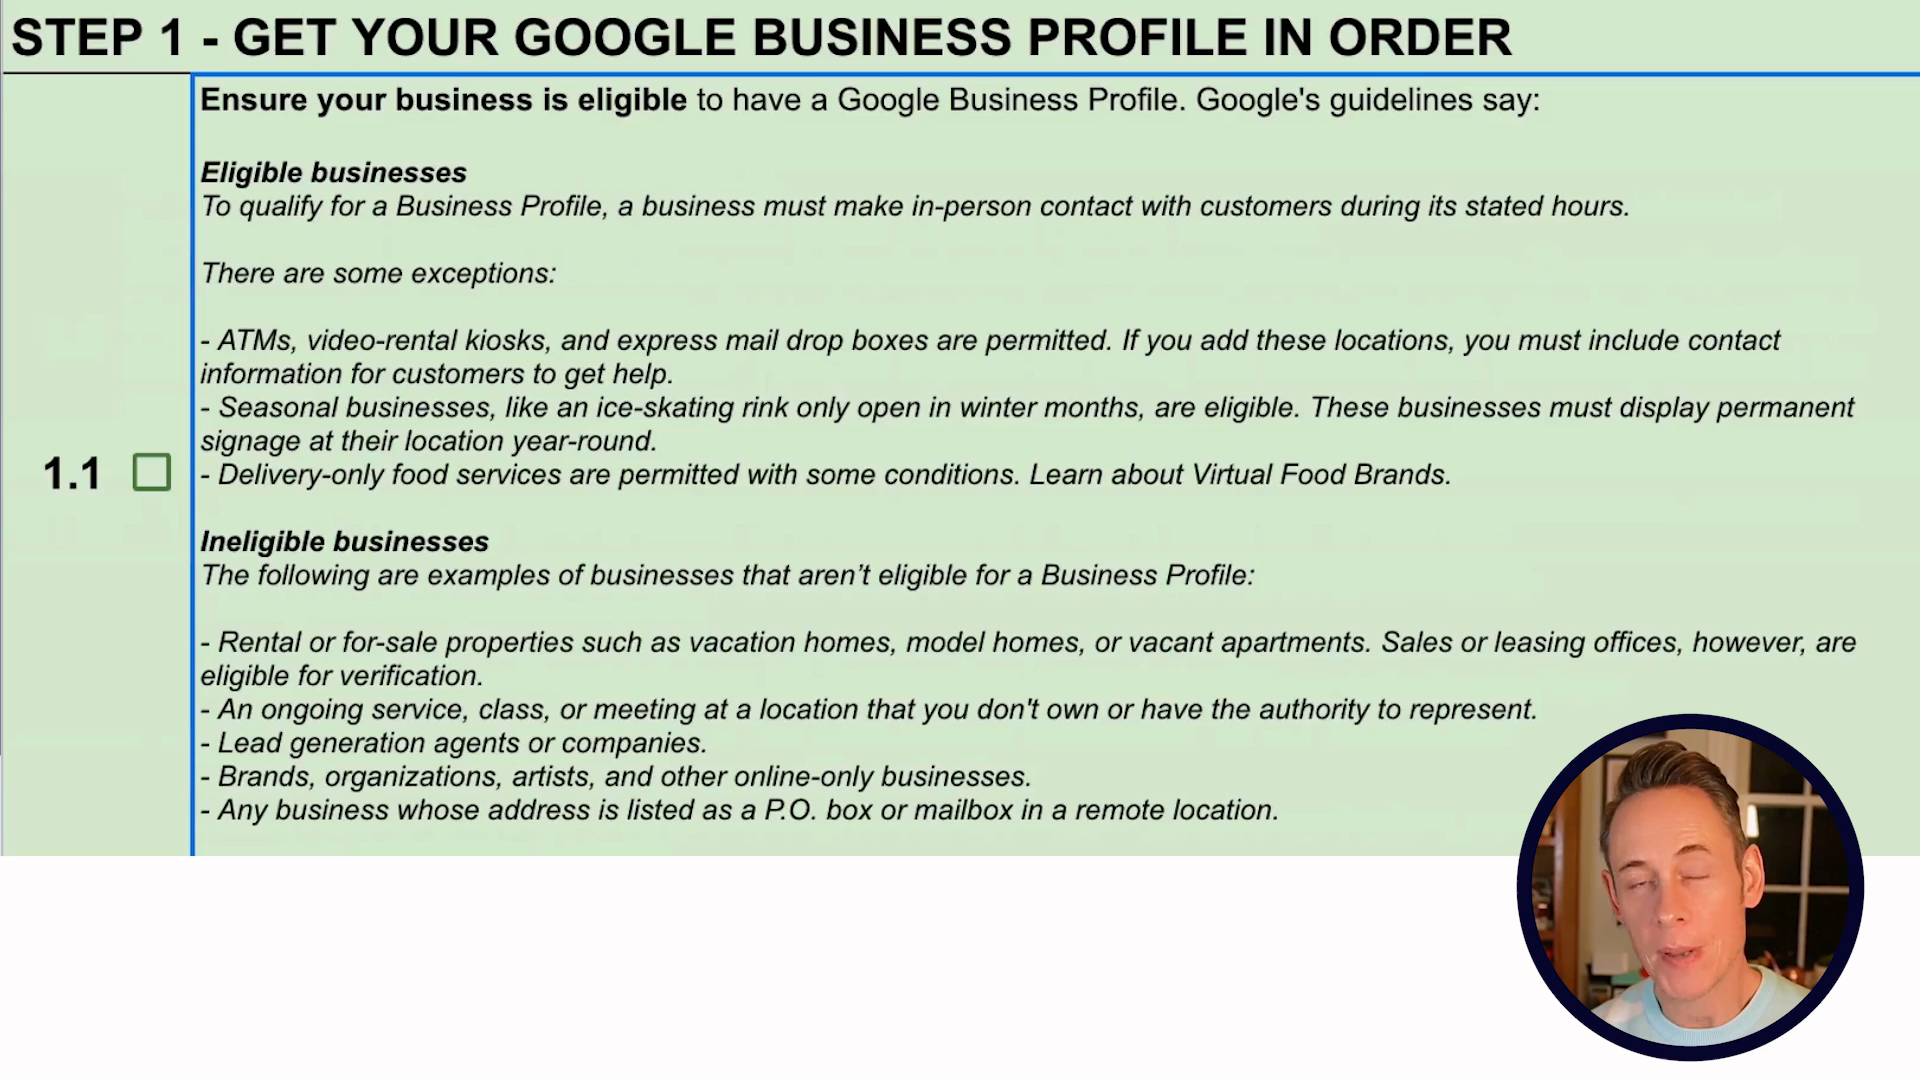 STEP 1 - GET YOUR GOOGLE BUSINESS PROFILE IN ORDER
Ensure your business is eligible to have a Google Business Profile. Google's guidelines say:
Eligible businesses
To qualify for a Business Profile, a business must make in-person contact with customers during its stated hours.
There are some exceptions:
- ATMs, video-rental kiosks, and express mail drop boxes are permitted. If you add these locations, you must include contact
information for customers to get help.
- Seasonal businesses, like an ice-skating rink only open in winter months, are eligible. These businesses must display permanent
signage at their location year-round.
1.1
- Delivery-only food services are permitted with some conditions. Learn about Virtual Food Brands.
Ineligible businesses
The following are examples of businesses that aren’t eligible for a Business Profile:
- Rental or for-sale properties such as vacation homes, model homes, or vacant apartments. Sales or leasing offices, however, are
eligible for verification.
- An ongoing service, class, or meeting at a location that you don't own or have the authority to represent.
- Lead generation agents or companies.
- Brands, organizations, artists, and other online-only businesses.
- Any business whose address is listed as a P.O. box or mailbox in a remote location.